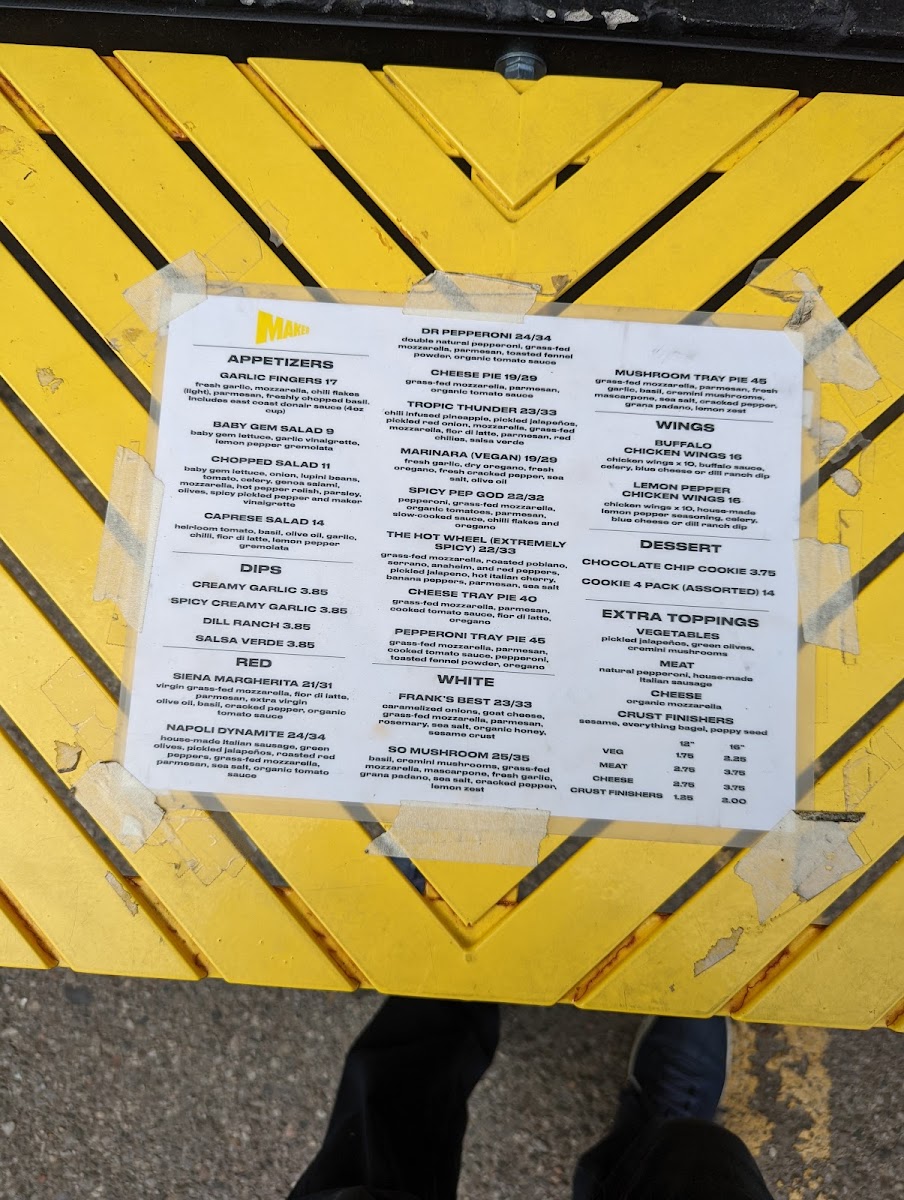 MAKER
APPETIZERS
GARLIC FINGERS 17
fresh garlic, mozzarella, chili flakes
(light), parmesan, freshly chopped basil.
Includes east coast donair sauce (4oz
cup)
BABY GEM SALAD 9
baby gem lettuce, garlic vinaigrette,
lemon pepper gremolata
CHOPPED SALAD 11
baby gem lettuce, onion, lupini beans,
tomato, celery, genoa salami,
mozzarella, hot pepper relish, parsley,
olives, spicy pickled pepper and maker
vinaigrette
CAPRESE SALAD 14
heirloom tomato, basil, olive oil, garlic,
chilli, fior di latte, lemon pepper
gremolata
DIPS
CREAMY GARLIC 3.85
SPICY CREAMY GARLIC 3.85
DILL RANCH 3.85
SALSA VERDE 3.85
RED
SIENA MARGHERITA 21/31
virgin grass-fed mozzarella, fior di latte,
parmesan, extra virgin
olive oil, basil, cracked pepper, organic
tomato sauce
NAPOLI DYNAMITE 24/34
house-made italian sausage, green
olives, pickled jalapeños, roasted red
peppers, grass-fed mozzarella,
parmesan, sea salt, organic tomato
sauce
DR PEPPERONI 24/34
double natural pepperoni, grass-fed
mozzarella, parmesan, toasted fennel
powder, organic tomato sauce
CHEESE PIE 19/29
grass-fed mozzarella, parmesan,
organic tomato sauce
TROPIC THUNDER 23/33
chili infused pineapple, pickled jalapeños,
pickled red onion, mozzarella, grass-fed
mozzarella, fior di latte, parmesan, red
chilies, salsa verde
MARINARA (VEGAN) 19/29
fresh garlic, dry oregano, fresh
oregano, fresh cracked pepper, sea
salt, olive oil
SPICY PEP GOD 22/32
pepperoni, grass-fed mozzarella,
organic tomatoes, parmesan,
slow-cooked sauce, chilli flakes and
oregano
THE HOT WHEEL (EXTREMELY
SPICY) 22/33
grass-fed mozzarella, roasted poblano,
serrano, anaheim, and red peppers,
pickled jalapeno, hot italian cherry,
banana peppers, parmesan, sea salt
CHEESE TRAY PIE 40
grass-fed mozzarella, parmesan,
cooked tomato sauce, fior di latte,
oregano
PEPPERONI TRAY PIE 45
grass-fed mozzarella, parmesan,
cooked tomato sauce, pepperoni,
toasted fennel powder, oregano
WHITE
FRANK'S BEST 23/33
caramelized onions, goat cheese,
grass-fed mozzarella, parmesan,
rosemary, sea salt, organic honey,
sesame crust
SO MUSHROOM 25/35
basil, cremini mushrooms, grass-fed
mozzarella, mascarpone, fresh garlic,
grana padano, sea salt, cracked pepper,
lemon zest
MUSHROOM TRAY PIE 45
grass-fed mozzarella, parmesan, fresh
garlic, basil, cremini mushrooms,
mascarpone, sea salt, cracked pepper,
grana padano, lemon zest
WINGS
BUFFALO
CHICKEN WINGS 16
chicken wings x 10, buffalo sauce,
celery, blue cheese or dill ranch dip
LEMON PEPPER
CHICKEN WINGS 16
chicken wings x 10, house-made
lemon pepper seasoning, celery,
blue cheese or dill ranch dip
DESSERT
CHOCOLATE CHIP COOKIE 3.75
COOKIE 4 PACK (ASSORTED) 14
EXTRA TOPPINGS
VEGETABLES
pickled jalapeños, green olives,
cremini mushrooms
MEAT
natural pepperoni, house-made
italian sausage
CHEESE
organic mozzarella
CRUST FINISHERS
sesame, everything bagel, poppy seed
12" 16"
VEG 1.75 2.25
MEAT 2.75 3.75
CHEESE 2.75 3.75
CRUST FINISHERS 1.25 2.00